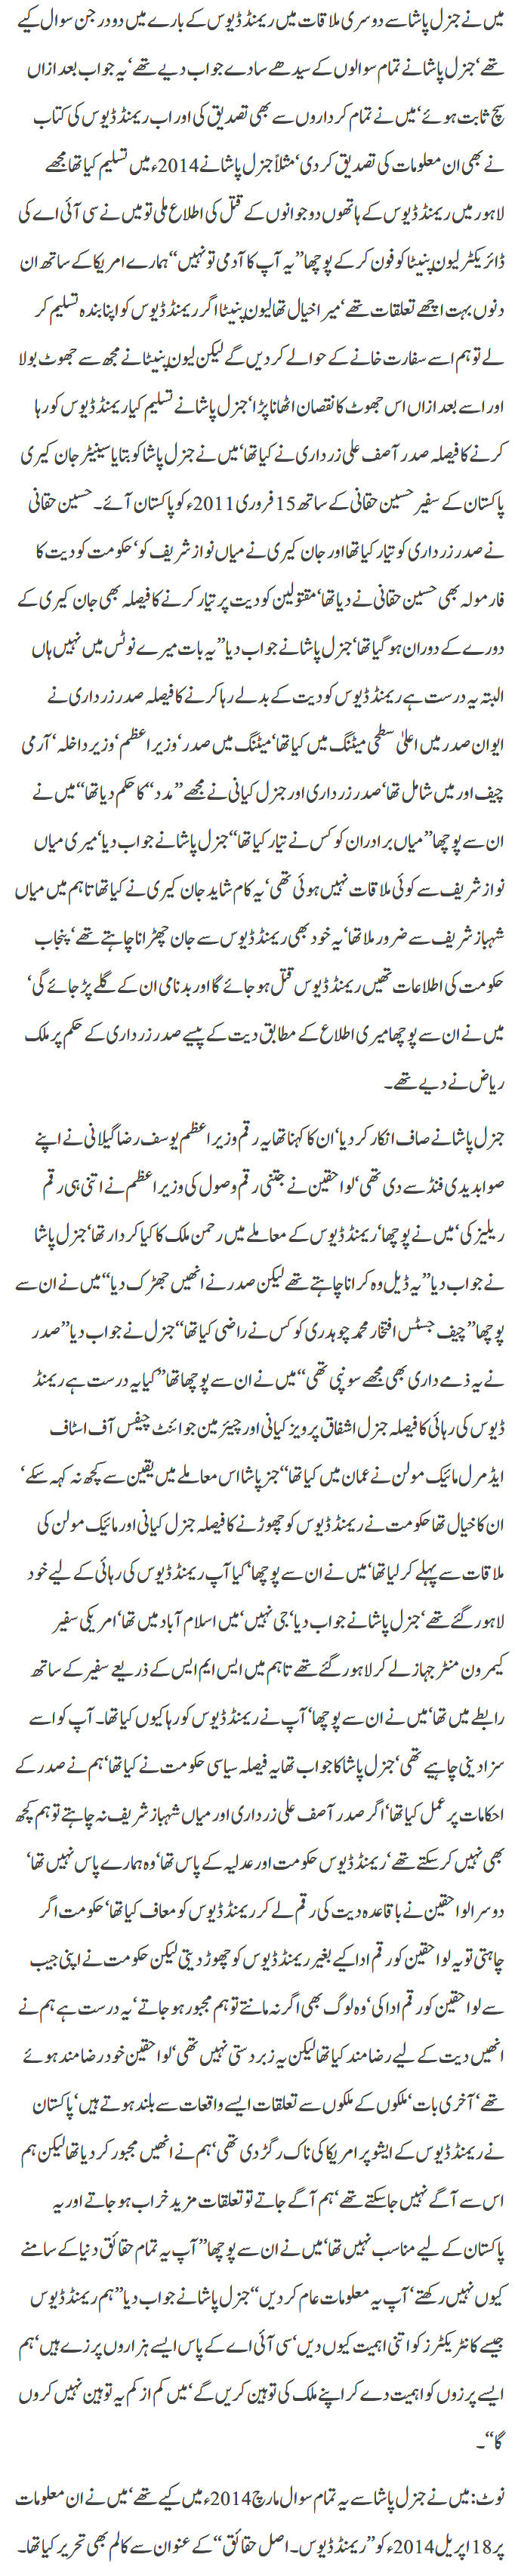 میں نے جنرل پاشا سے دوسری ملاقات میں ریمنڈ ڈیوس کے بارے میں دو درجن سوال کیے
تھے‘ جنرل پاشا نے تمام سوالوں کے سیدھے سادے جواب دیے تھے‘ یہ جواب بعد ازاں
سچ ثابت ہوئے‘ میں نے تمام کرداروں سے بھی تصدیق کی اور اب ریمنڈ ڈیوس کی کتاب
نے بھی ان معلومات کی تصدیق کر دی‘ مثلاً جنرل پاشا نے 2014ء میں تسلیم کیا تھا مجھے
لاہور میں ریمنڈ ڈیوس کے ہاتھوں دو جوانوں کے قتل کی اطلاع ملی تو میں نے سی آئی اے کی
ڈائریکٹر لیون پنیٹا کو فون کر کے پوچھا ’’یہ آپ کا آدمی تو نہیں‘‘ ہمارے امریکا کے ساتھ ان
دنوں بہت اچھے تعلقات تھے‘ میرا خیال تھا لیون پنیٹا اگر ریمنڈ ڈیوس کو اپنا بندہ تسلیم کر
لے تو ہم اسے سفارت خانے کے حوالے کر دیں گے لیکن لیون پنیٹا نے مجھ سے جھوٹ بولا
اور اسے بعد ازاں اس جھوٹ کا نقصان اٹھانا پڑا‘ جنرل پاشا نے تسلیم کیا ریمنڈ ڈیوس کو رہا
کرنے کا فیصلہ صدر آصف علی زرداری نے کیا تھا‘ میں نے جنرل پاشا کو بتایا سینیٹر جان کیری
پاکستان کے سفیر حسین حقانی کے ساتھ 15 فروری 2011ء کو پاکستان آئے۔ حسین حقانی
نے صدر زرداری کو تیار کیا تھا اور جان کیری نے میاں نواز شریف کو‘ حکومت کو دیت کا
فارمولہ بھی حسین حقانی نے دیا تھا‘ مقتولین کو دیت پر تیار کرنے کا فیصلہ بھی جان کیری کے
دورے کے دوران ہو گیا تھا‘ جنرل پاشا نے جواب دیا ’’یہ بات میرے نوٹس میں نہیں ہاں
البتہ یہ درست ہے ریمنڈ ڈیوس کو دیت کے بدلے رہا کرنے کا فیصلہ صدر زرداری نے
ایوان صدر میں اعلیٰ سطحی میٹنگ میں کیا تھا‘ میٹنگ میں صدر‘ وزیراعظم‘ وزیر داخلہ‘ آرمی
چیف اور میں شامل تھا‘ صدر زرداری اور جنرل کیانی نے مجھے ’’مدد‘‘ کا حکم دیا تھا‘‘ میں نے
ان سے پوچھا ’’میاں برادران کو کس نے تیار کیا تھا‘‘ جنرل پاشا نے جواب دیا‘ میری میاں
نواز شریف سے کوئی ملاقات نہیں ہوئی تھی‘ یہ کام شاید جان کیری نے کیا تھا تاہم میں میاں
شہباز شریف سے ضرور ملا تھا‘ یہ خود بھی ریمنڈ ڈیوس سے جان چھڑانا چاہتے تھے‘ پنجاب
حکومت کی اطلاعات تھیں ریمنڈ ڈیوس قتل ہو جائے گا اور بدنامی ان کے گلے پڑ جائے گی‘
میں نے ان سے پوچھا میری اطلاع کے مطابق دیت کے پیسے صدر زرداری کے حکم پر ملک
ریاض نے دیے تھے۔
جنرل پاشا نے صاف انکار کر دیا‘ ان کا کہنا تھا یہ رقم وزیراعظم یوسف رضا گیلانی نے اپنے
صوابدیدی فنڈ سے دی تھی‘ لواحقین نے جتنی رقم وصول کی وزیراعظم نے اتنی ہی رقم
ریلیز کی‘ میں نے پوچھا‘ ریمنڈ ڈیوس کے معاملے میں رحمن ملک کا کیا کردار تھا‘ جنرل پاشا
نے جواب دیا ’’یہ ڈیل وہ کرانا چاہتے تھے لیکن صدر نے انھیں جھڑک دیا‘‘ میں نے ان سے
پوچھا ’’چیف جسٹس افتخار محمد چوہدری کو کس نے راضی کیا تھا‘‘ جنرل نے جواب دیا ’’صدر
نے یہ ذمے داری بھی مجھے سونپی تھی‘‘ میں نے ان سے پوچھا تھا ’’کیا یہ درست ہے ریمنڈ
ڈیوس کی رہائی کا فیصلہ جنرل اشفاق پرویز کیانی اور چیئرمین جوائنٹ چیفس آف اسٹاف
ایڈمرل مائیک مولن نے عمان میں کیا تھا‘‘ جنر پاشا اس معاملے میں یقین سے کچھ نہ کہہ سکے‘
ان کا خیال تھا حکومت نے ریمنڈ ڈیوس کو چھوڑنے کا فیصلہ جنرل کیانی اور مائیک مولن کی
ملاقات سے پہلے کر لیا تھا‘ میں نے ان سے پوچھا‘ کیا آپ ریمنڈ ڈیوس کی رہائی کے لیے خود
لاہور گئے تھے‘ جنرل پاشا نے جواب دیا‘ جی نہیں‘ میں اسلام آباد میں تھا‘ امریکی سفیر
کیمرون منٹر جہاز لے کر لاہور گئے تھے تاہم میں ایس ایم ایس کے ذریعے سفیر کے ساتھ
رابطے میں تھا‘ میں نے ان سے پوچھا‘ آپ نے ریمنڈ ڈیوس کو رہا کیوں کیا تھا۔ آپ کو اسے
سزا دینی چاہیے تھی‘ جنرل پاشا کا جواب تھا یہ فیصلہ سیاسی حکومت نے کیا تھا‘ ہم نے صدر کے
احکامات پر عمل کیا تھا‘ اگر صدر آصف علی زرداری اور میاں شہباز شریف نہ چاہتے تو ہم کچھ
بھی نہیں کر سکتے تھے‘ ریمنڈ ڈیوس حکومت اور عدلیہ کے پاس تھا‘ وہ ہمارے پاس نہیں تھا‘
دوسرا لواحقین نے باقاعدہ دیت کی رقم لے کر ریمنڈ ڈیوس کو معاف کیا تھا‘ حکومت اگر
چاہتی تو یہ لواحقین کو رقم ادا کیے بغیر ریمنڈ ڈیوس کو چھوڑ دیتی لیکن حکومت نے اپنی جیب
سے لواحقین کو رقم ادا کی‘ وہ لوگ بھی اگر نہ مانتے تو ہم مجبور ہو جاتے‘ یہ درست ہے ہم نے
انھیں دیت کے لیے رضا مند کیا تھا لیکن یہ زبردستی نہیں تھی‘ لواحقین خود رضا مند ہوئے
تھے‘ آخری بات‘ ملکوں کے ملکوں سے تعلقات ایسے واقعات سے بلند ہوتے ہیں‘ پاکستان
نے ریمنڈ ڈیوس کے ایشو پر امریکا کی ناک رگڑ دی تھی‘ ہم نے انھیں مجبور کر دیا تھا لیکن ہم
اس سے آگے نہیں جا سکتے تھے‘ ہم آگے جاتے تو تعلقات مزید خراب ہو جاتے اور یہ
پاکستان کے لیے مناسب نہیں تھا‘ میں نے ان سے پوچھا ’’آپ یہ تمام حقائق دنیا کے سامنے
کیوں نہیں رکھتے‘ آپ یہ معلومات عام کر دیں‘‘ جنرل پاشا نے جواب دیا ’’ہم ریمنڈ ڈیوس
جیسے کانٹریکٹرز کو اتنی اہمیت کیوں دیں‘ سی آئی اے کے پاس ایسے ہزاروں پرزے ہیں‘ ہم
ایسے پرزوں کو اہمیت دے کر اپنے ملک کی توہین کریں گے‘ میں کم از کم یہ توہین نہیں کروں
گا‘‘۔
نوٹ: میں نے جنرل پاشا سے یہ تمام سوال مارچ 2014ء میں کیے تھے‘ میں نے ان معلومات
پر 18 اپریل 2014ء کو ’’ریمنڈ ڈیوس۔ اصل حقائق‘‘ کے عنوان سے کالم بھی تحریر کیا تھا۔